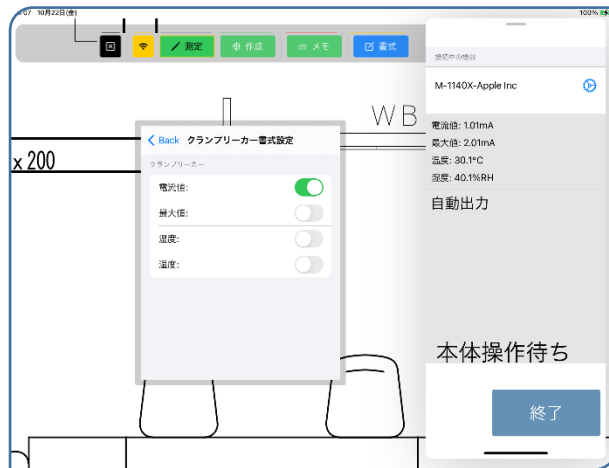 07 10月22日(金)
100%
測定
作成
メモ
書式
接続中の機器
M-1140X-Apple Inc
電流値: 1.01mA
最大値: 2.01mA
温度: 30.1°C
湿度: 40.1%RH
自動出力
本体操作待ち
終了
WB
x 200
Back クランプリーカー書式設定
クランプリーカー
電流値:
最大値:
湿度:
温度: